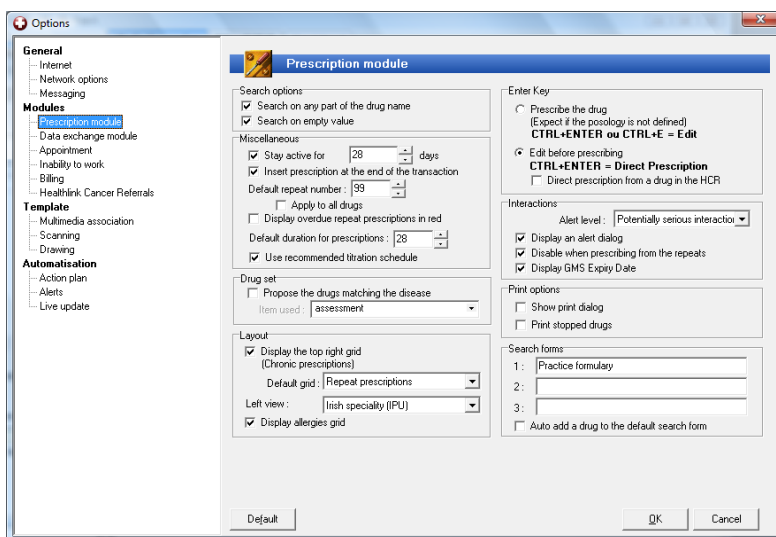 Options
General
Internet
Network options
Messaging
Modules
Prescription module
Data exchange module
Appointment
Inability to work
Billing
Healthlink Cancer Referrals
Template
Multimedia association
Scanning
Drawing
Automatisation
Action plan
Alerts
Live update
Prescription module
Search options
Search on any part of the drug name
Search on empty value
Miscellaneous
Stay active for 28 days
Insert prescription at the end of the transaction
Default repeat number : 99
Apply to all drugs
Display overdue repeat prescriptions in red
Default duration for prescriptions : 28
Use recommended titration schedule
Drug set
Propose the drugs matching the disease
Item used : assessment
Layout
Display the top right grid
(Chronic prescriptions)
Default grid : Repeat prescriptions
Left view : Irish speciality (IPU)
Display allergies grid
Enter Key
Prescribe the drug
(Expect if the posology is not defined)
CTRL+ENTER ou CTRL+E = Edit
Edit before prescribing
CTRL+ENTER = Direct Prescription
Direct prescription from a drug in the HCR
Interactions
Alert level : Potentially serious interaction
Display an alert dialog
Disable when prescribing from the repeats
Display GMS Expiry Date
Print options
Show print dialog
Print stopped drugs
Search forms
1 : Practice formulary
2 :
3 :
Auto add a drug to the default search form
Default
OK
Cancel